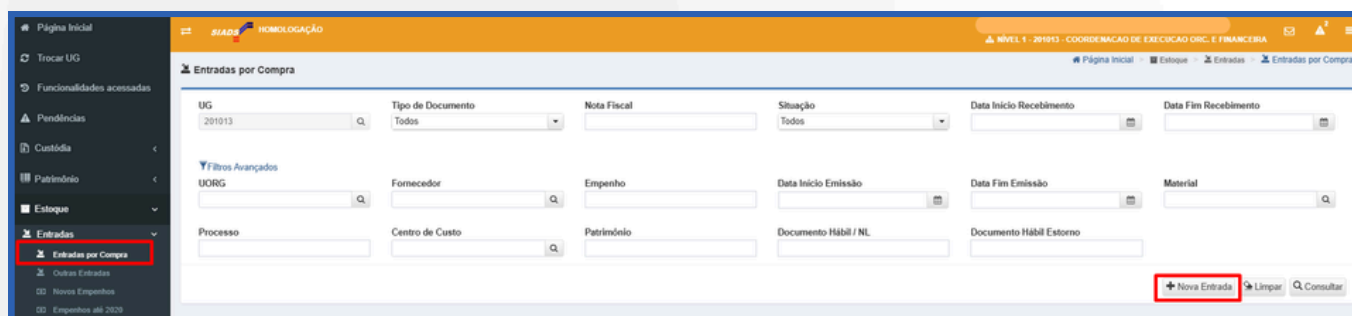 Página Inicial
Trocar UG
Funcionalidades acessadas
Pendências
Custódia
Patrimônio
Estoque
Entradas
Entradas por Compra
Outras Entradas
Novos Empenhos
Empenhos até 2020
SIADS HOMOLOGAÇÃO
NÍVEL 1 - 201013 - COORDENACAO DE EXECUCAO ORC. E FINANCEIRA
2
Entradas por Compra
Página Inicial > Estoque > Entradas > Entradas por Compra
UG Tipo de Documento Nota Fiscal Situação Data Início Recebimento Data Fim Recebimento
201013 Todos Todos
Filtros Avançados
UORG Fornecedor Empenho Data Início Emissão Data Fim Emissão Material
Processo Centro de Custo Patrimônio Documento Hábil / NL Documento Hábil Estorno
Nova Entrada Limpar Consultar